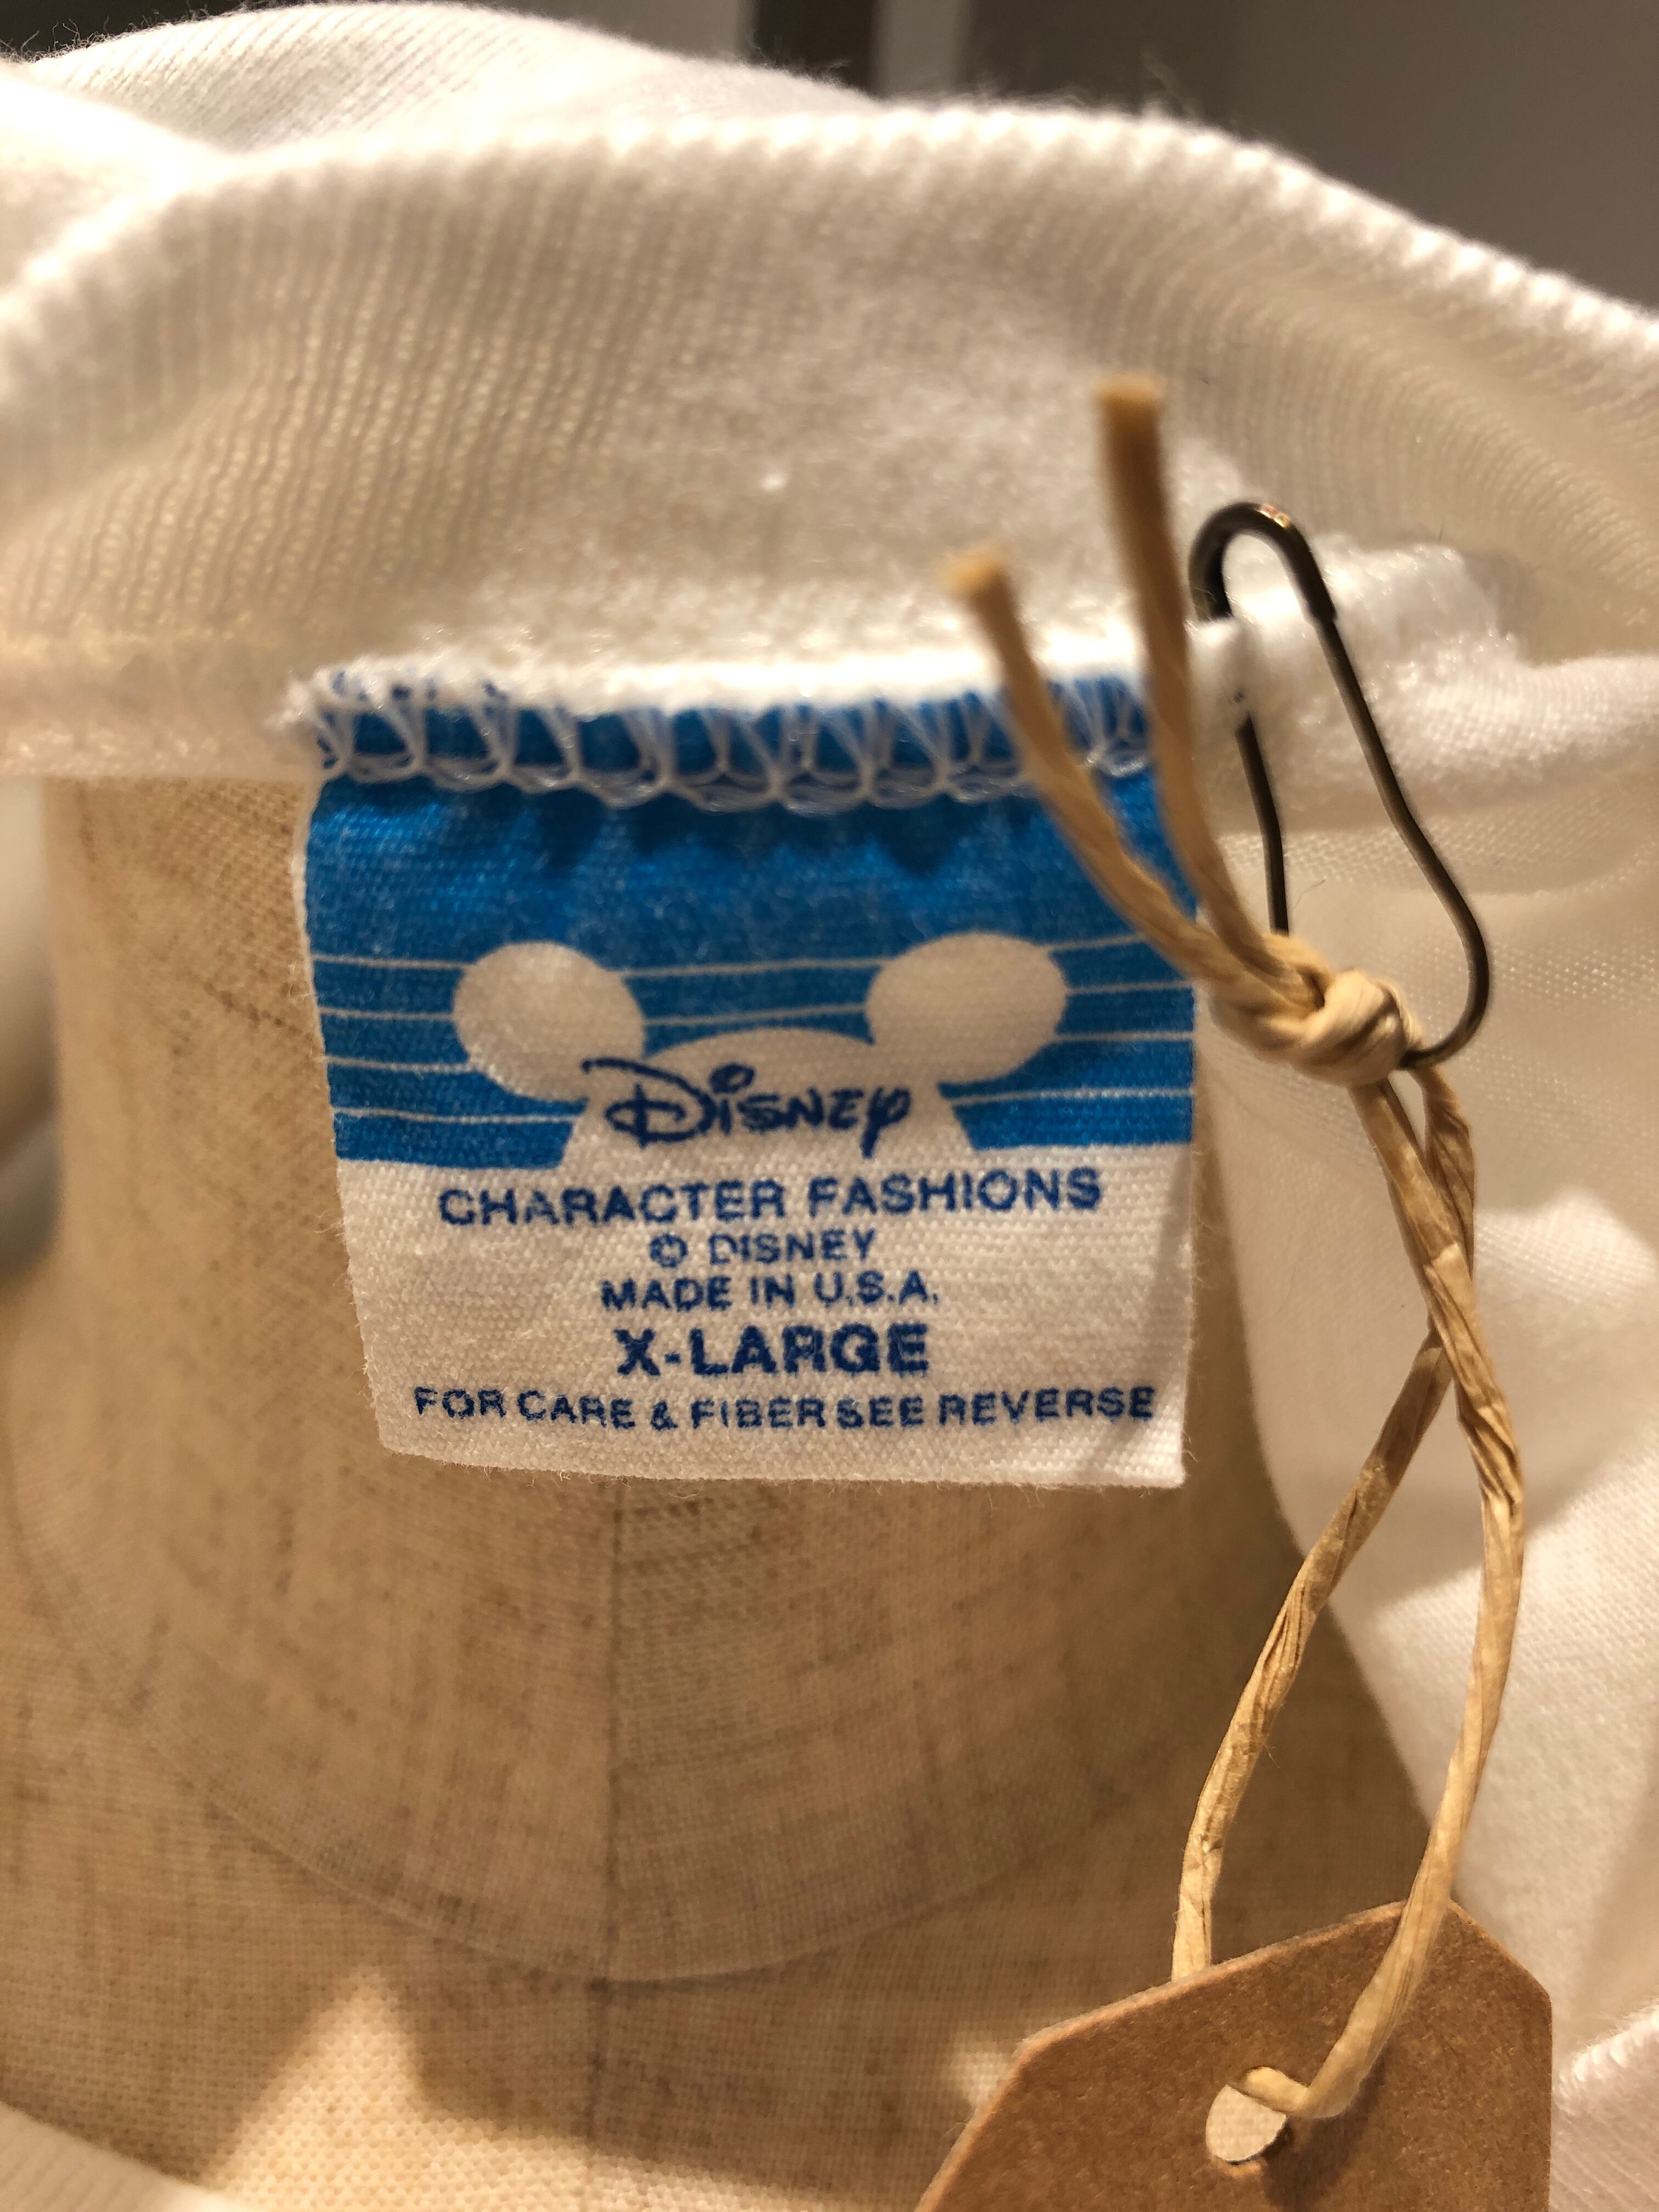 Disney
CHARACTER FASHIONS
© DISNEY
MADE IN U.S.A.
X-LARGE
FOR CARE & FIBER SEE REVERSE